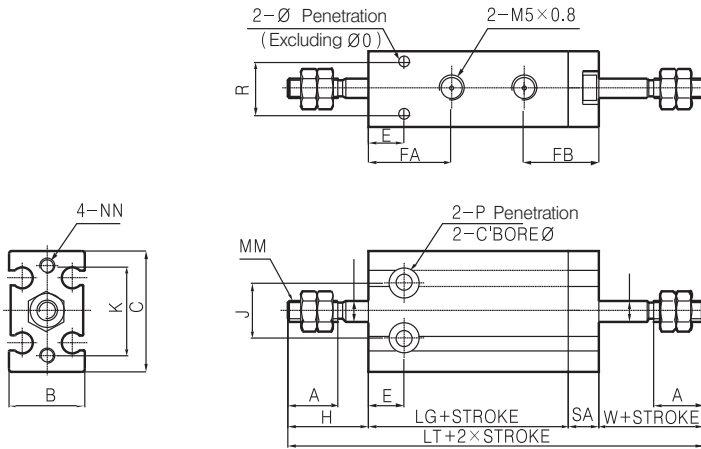 2-Ø Penetration
(Excluding Ø0)
2-M5×0.8
R
E
FA
FB
4-NN
2-P Penetration
2-C'BOREØ
MM
K
C
J
B
A
E
A
H
LG+STROKE
SA
W+STROKE
LT+2×STROKE